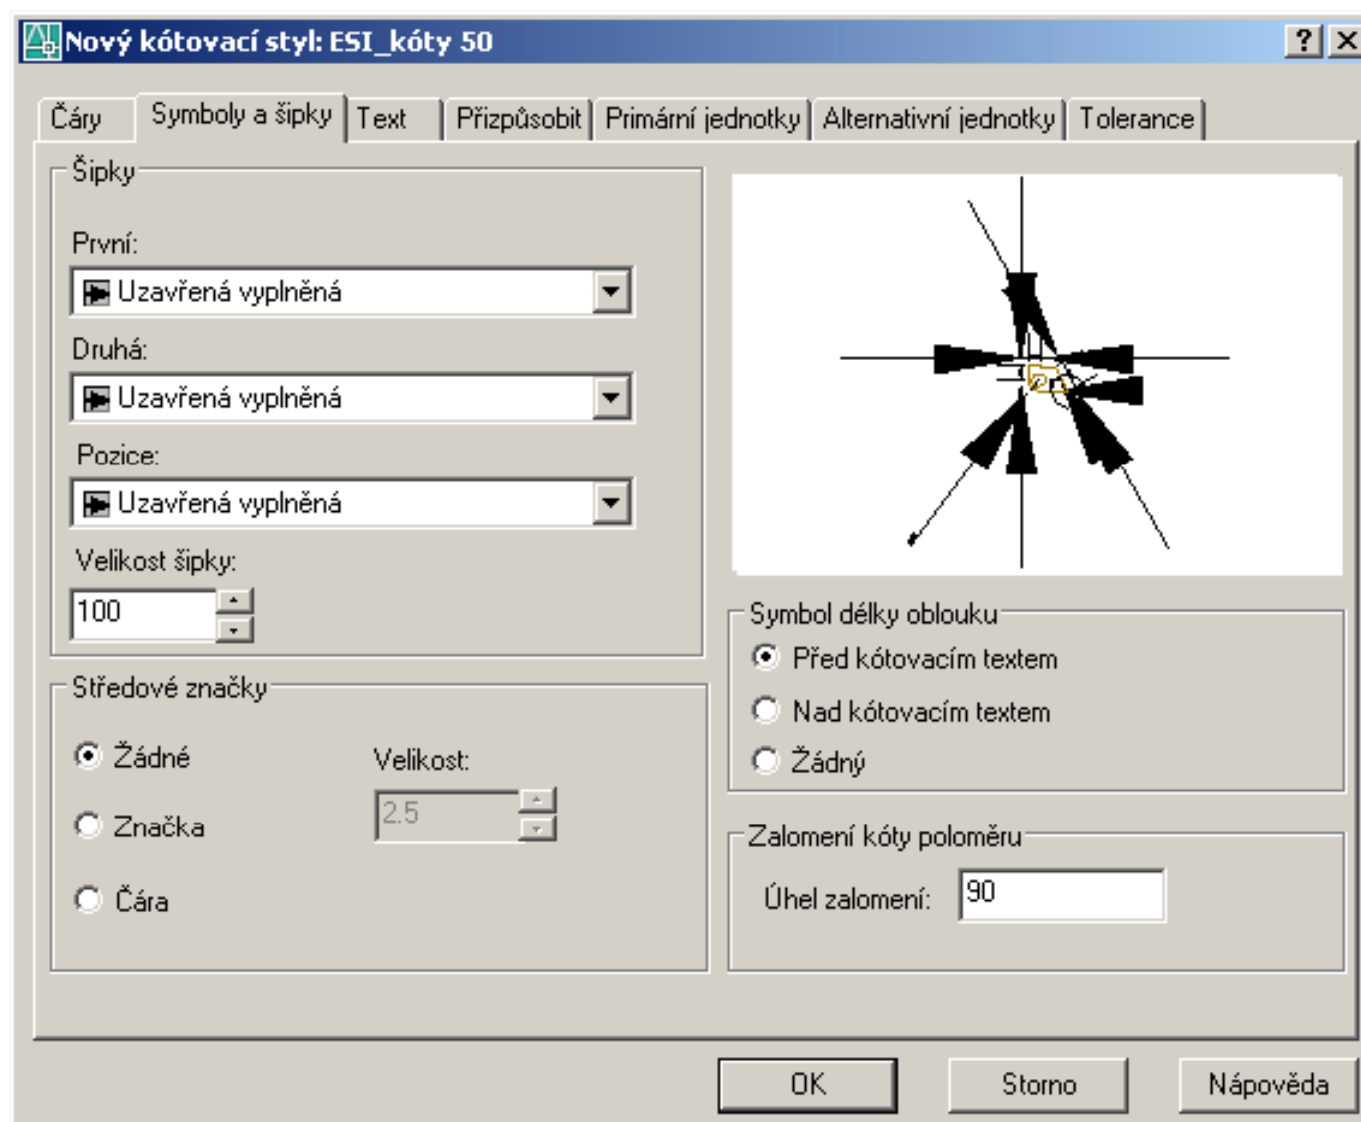 Nový kótovací styl: ESI_kóty 50
Čáry
Symboly a šipky
Text
Přizpůsobit
Primární jednotky
Alternativní jednotky
Tolerance
Šipky
První:
Uzavřená vyplněná
Druhá:
Uzavřená vyplněná
Pozice:
Uzavřená vyplněná
Velikost šipky:
100
Středové značky
Žádné
Značka
Čára
Velikost:
2.5
Symbol délky oblouku
Před kótovacím textem
Nad kótovacím textem
Žádný
Zalomení kóty poloměru
Úhel zalomení:
90
OK
Storno
Nápověda